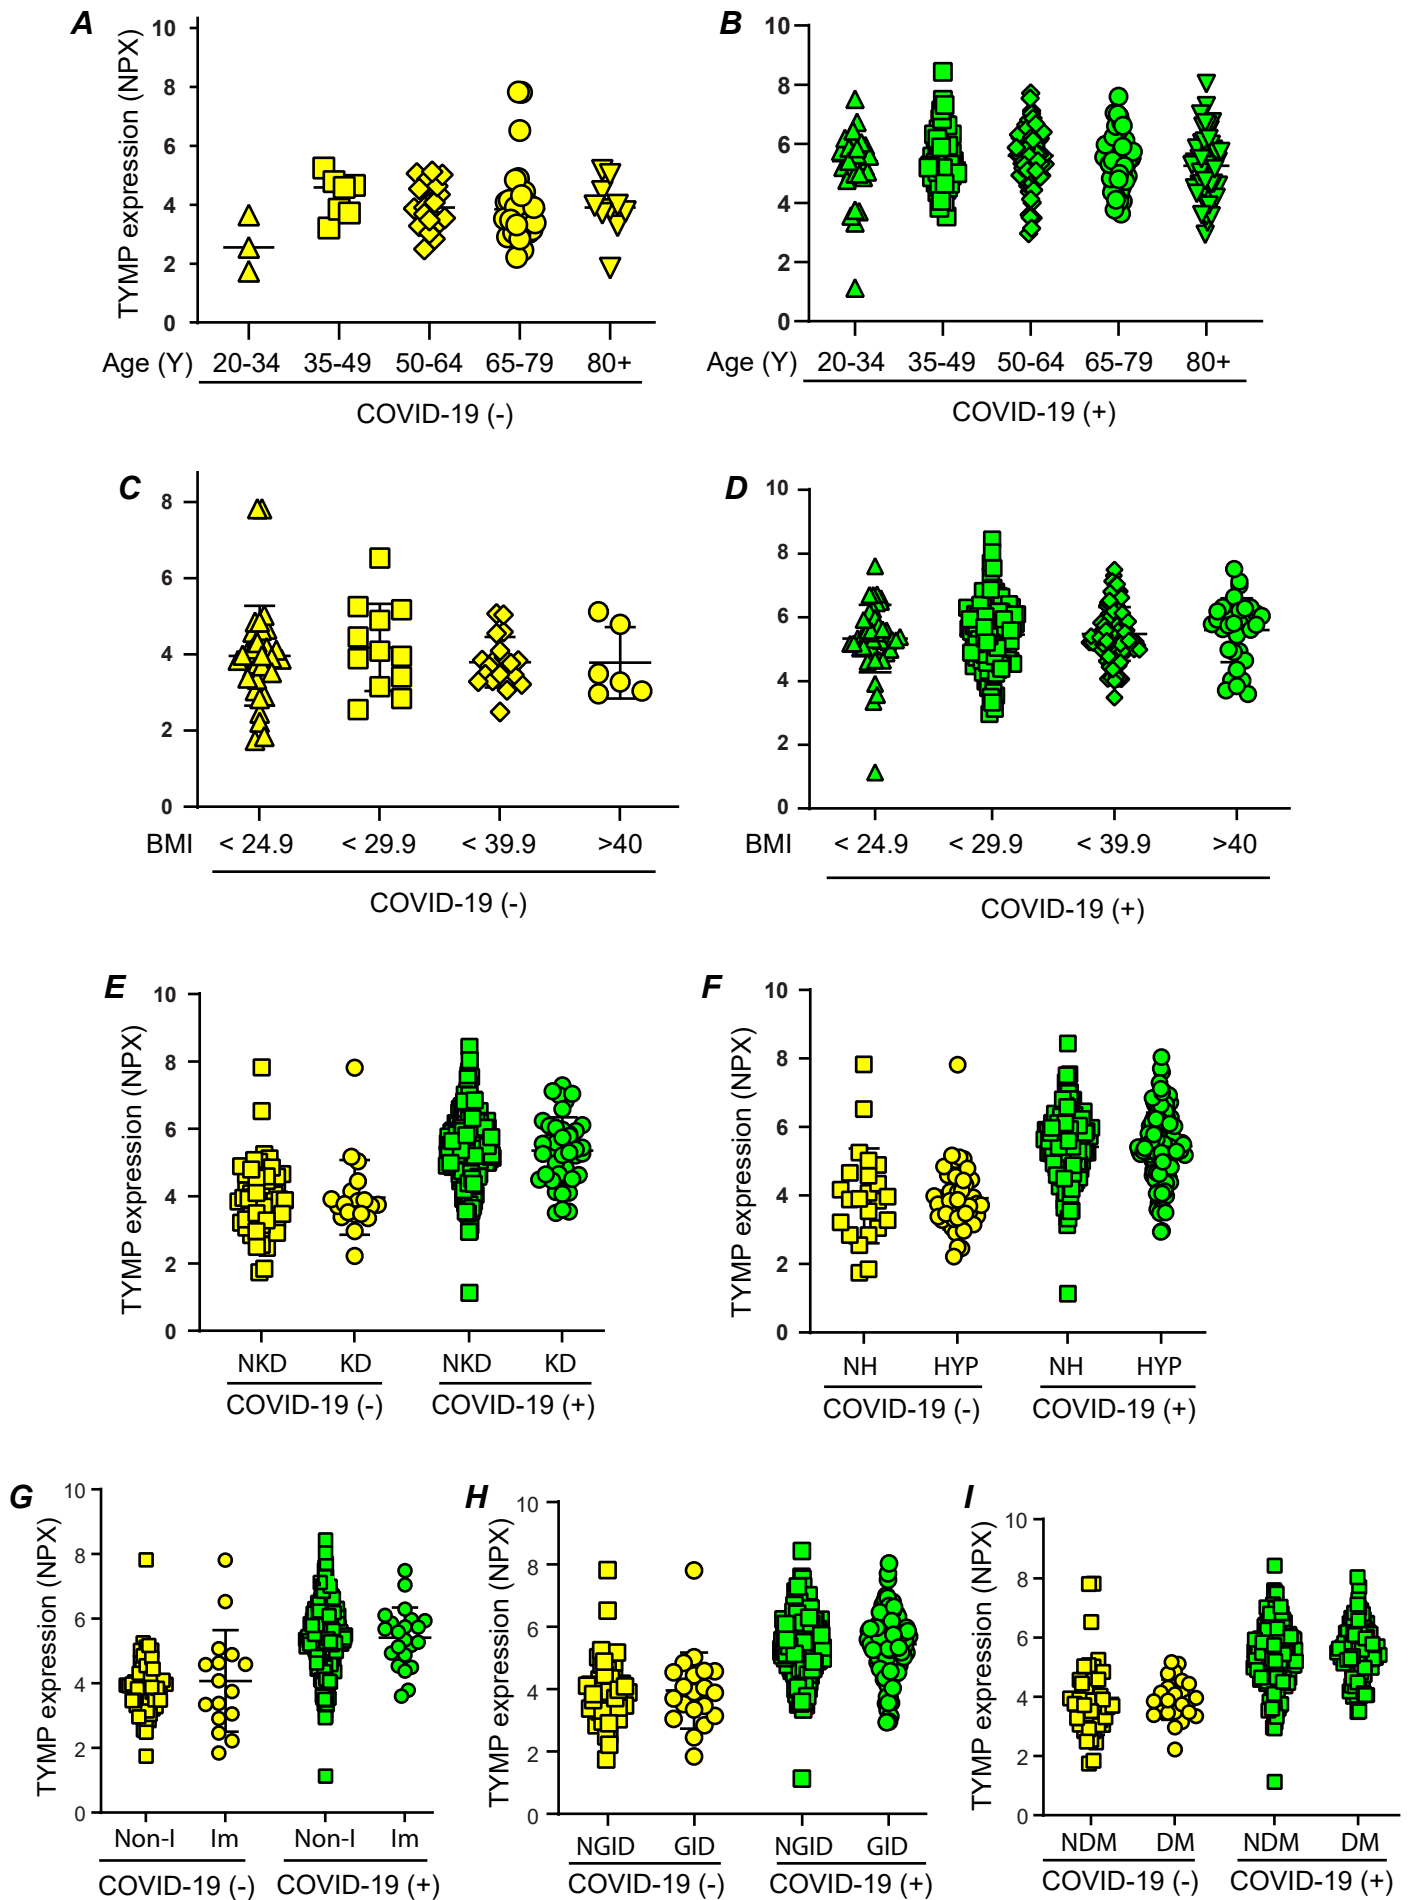 A
B
TYMP expression (NPX)
10
8
6
4
2
0
10
8
6
4
2
0
Age (Y) 20-34 35-49 50-64 65-79 80+
COVID-19 (-)
Age (Y) 20-34 35-49 50-64 65-79 80+
COVID-19 (+)
C
D
8
6
4
2
0
10
8
6
4
2
0
BMI < 24.9 < 29.9 < 39.9 >40
COVID-19 (-)
BMI < 24.9 < 29.9 < 39.9 >40
COVID-19 (+)
E
F
TYMP expression (NPX)
10
8
6
4
2
0
NKD KD NKD KD
COVID-19 (-) COVID-19 (+)
TYMP expression (NPX)
10
8
6
4
2
0
NH HYP NH HYP
COVID-19 (-) COVID-19 (+)
G
H
I
TYMP expression (NPX)
10
8
6
4
2
0
Non-I Im Non-I Im
COVID-19 (-) COVID-19 (+)
TYMP expression (NPX)
10
8
6
4
2
0
NGID GID NGID GID
COVID-19 (-) COVID-19 (+)
TYMP expression (NPX)
10
8
6
4
2
0
NDM DM NDM DM
COVID-19 (-) COVID-19 (+)